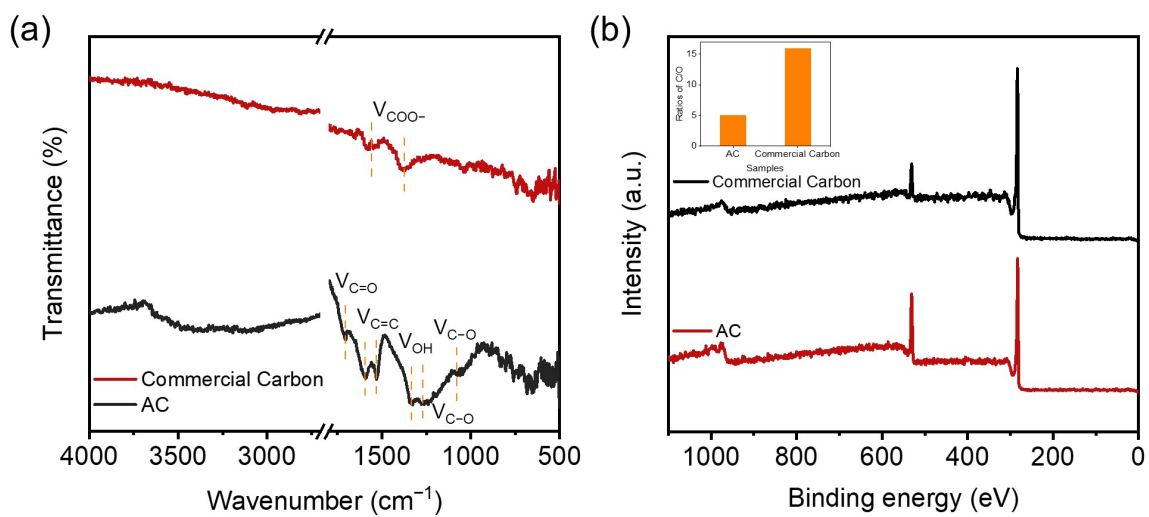 (a)
Transmittance (%)
V_COO−
V_C=O
V_C=C
V_OH
V_C−O
V_C−O
Commercial Carbon
AC
4000 3500 3000 1500 1000 500
Wavenumber (cm⁻¹)
(b)
Intensity (a.u.)
Ratios of C/O
15
10
5
0
AC Commercial Carbon
Samples
Commercial Carbon
AC
1000 800 600 400 200 0
Binding energy (eV)